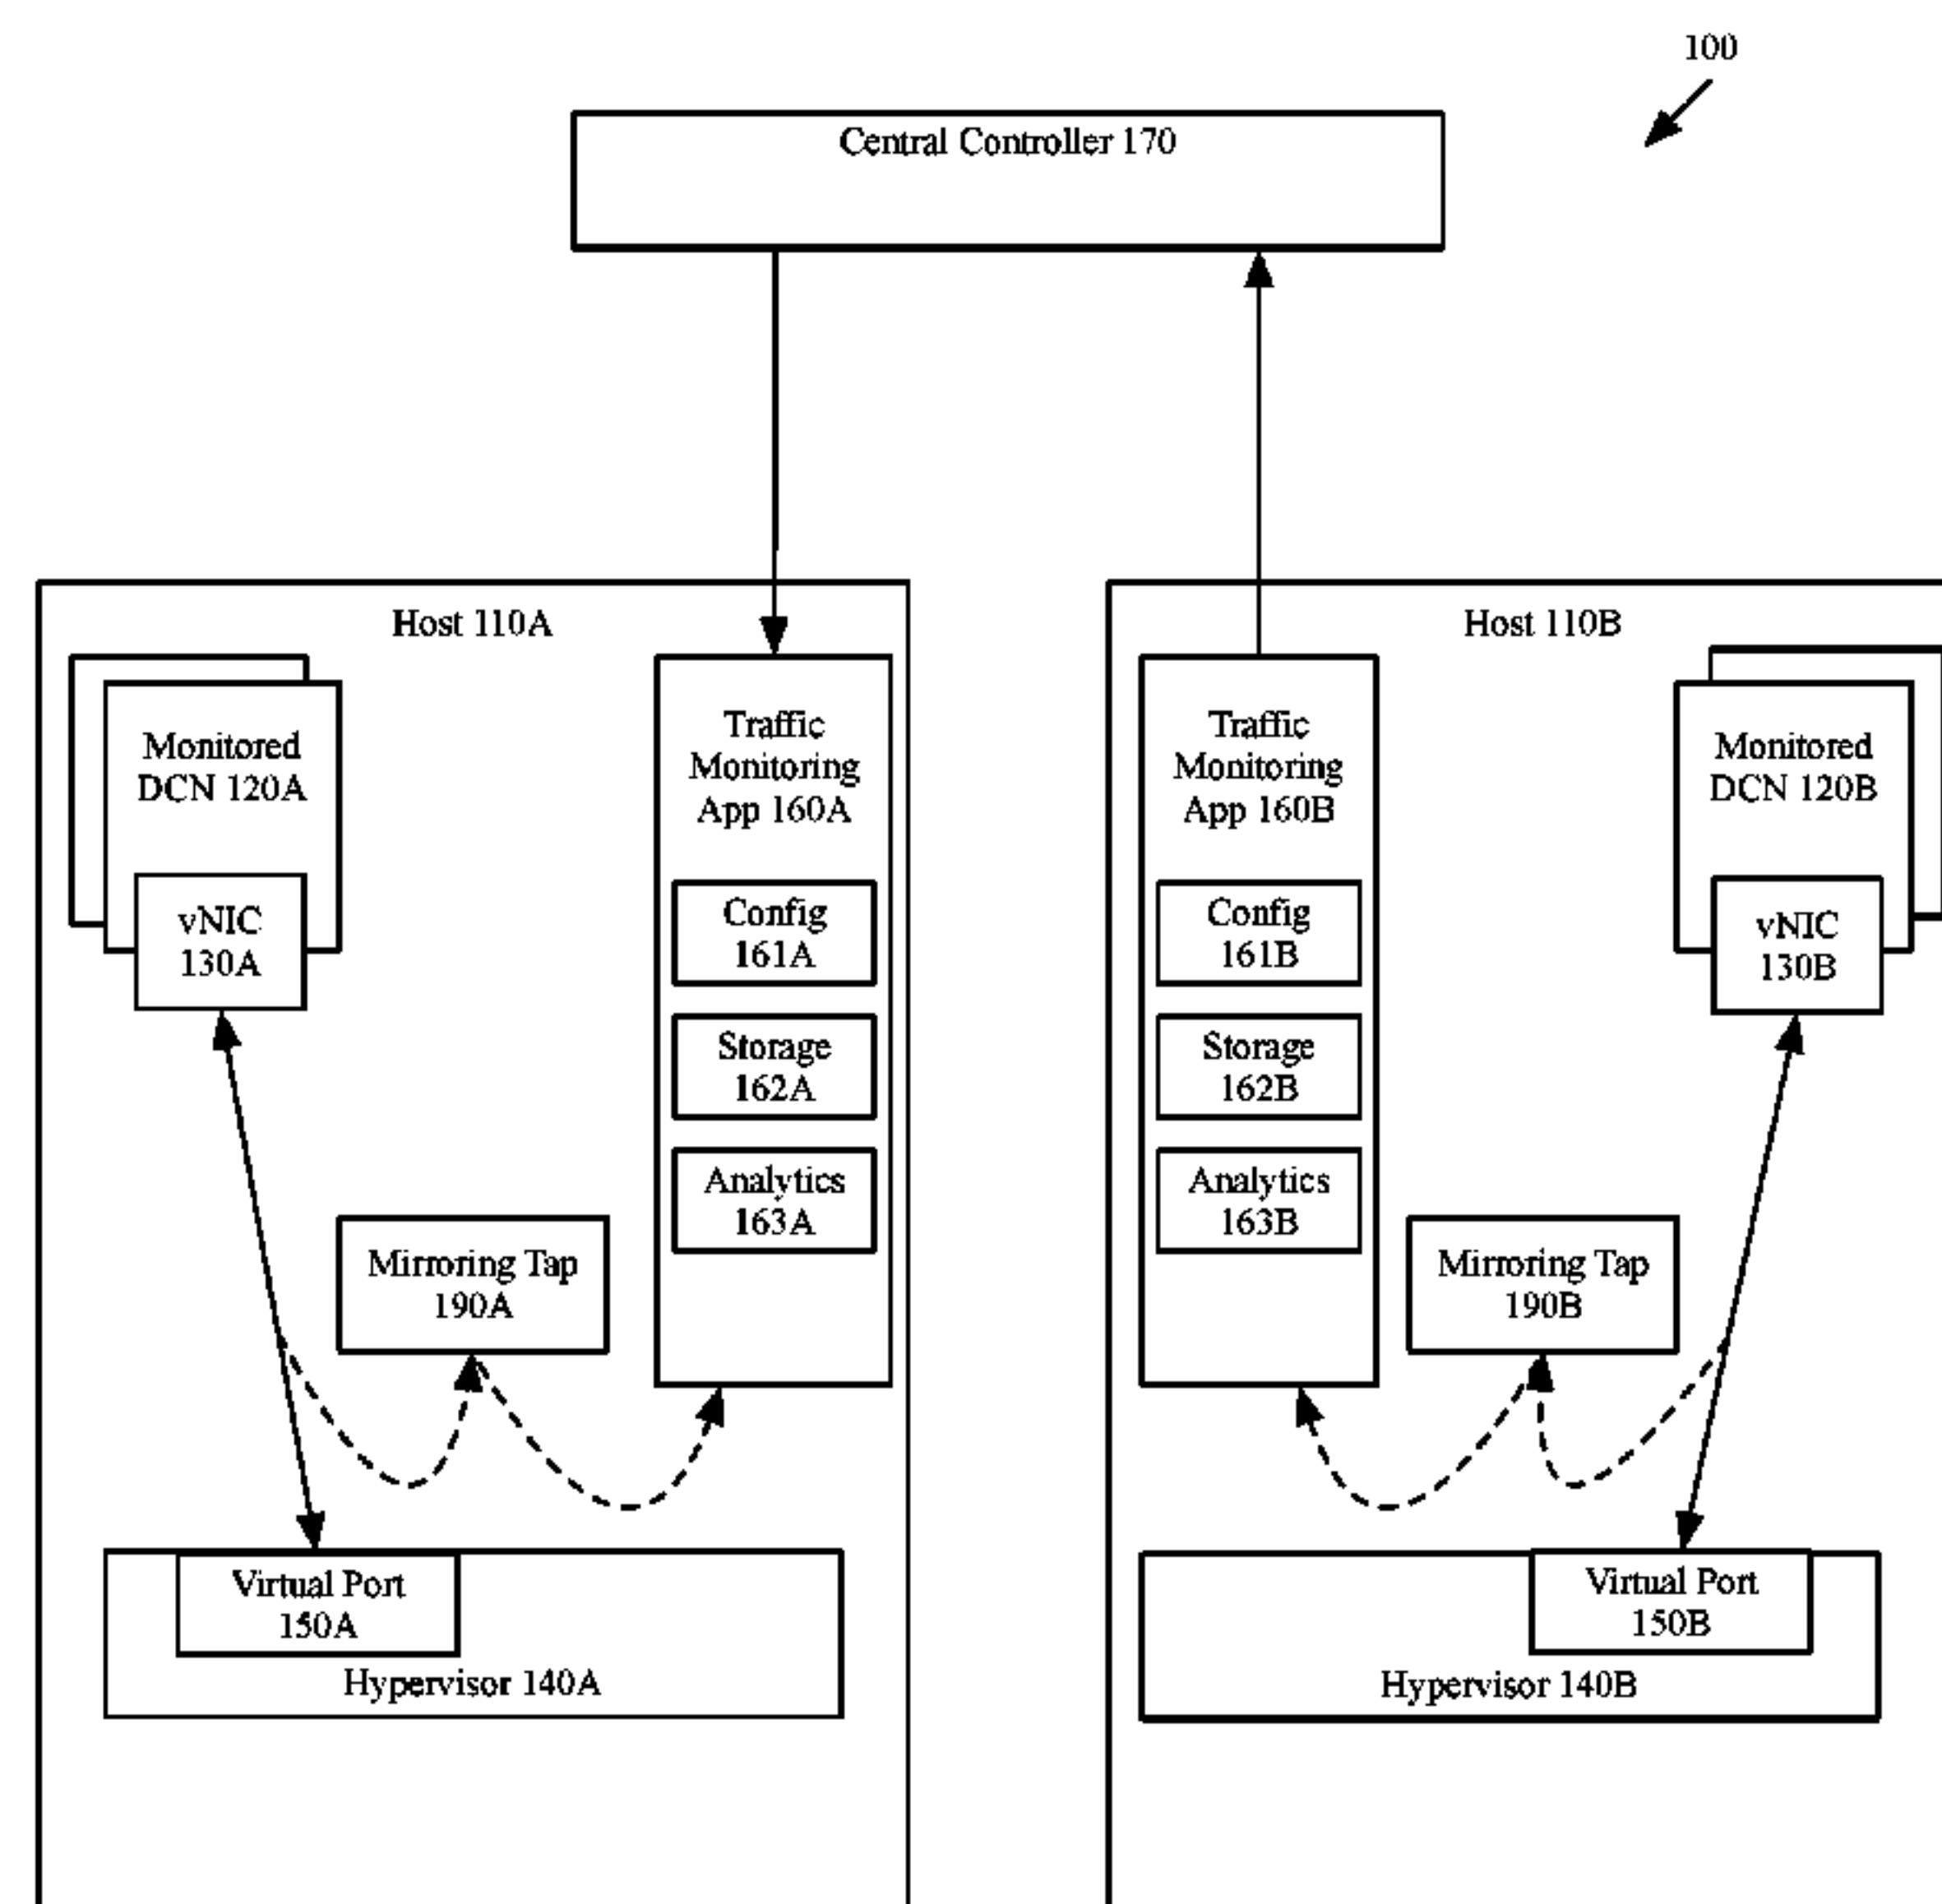 100
Central Controller 170
Host 110A
Monitored
DCN 120A
vNIC
130A
Traffic
Monitoring
App 160A
Config
161A
Storage
162A
Analytics
163A
Mirroring Tap
190A
Virtual Port
150A
Hypervisor 140A
Host 110B
Traffic
Monitoring
App 160B
Config
161B
Storage
162B
Analytics
163B
Monitored
DCN 120B
vNIC
130B
Mirroring Tap
190B
Virtual Port
150B
Hypervisor 140B